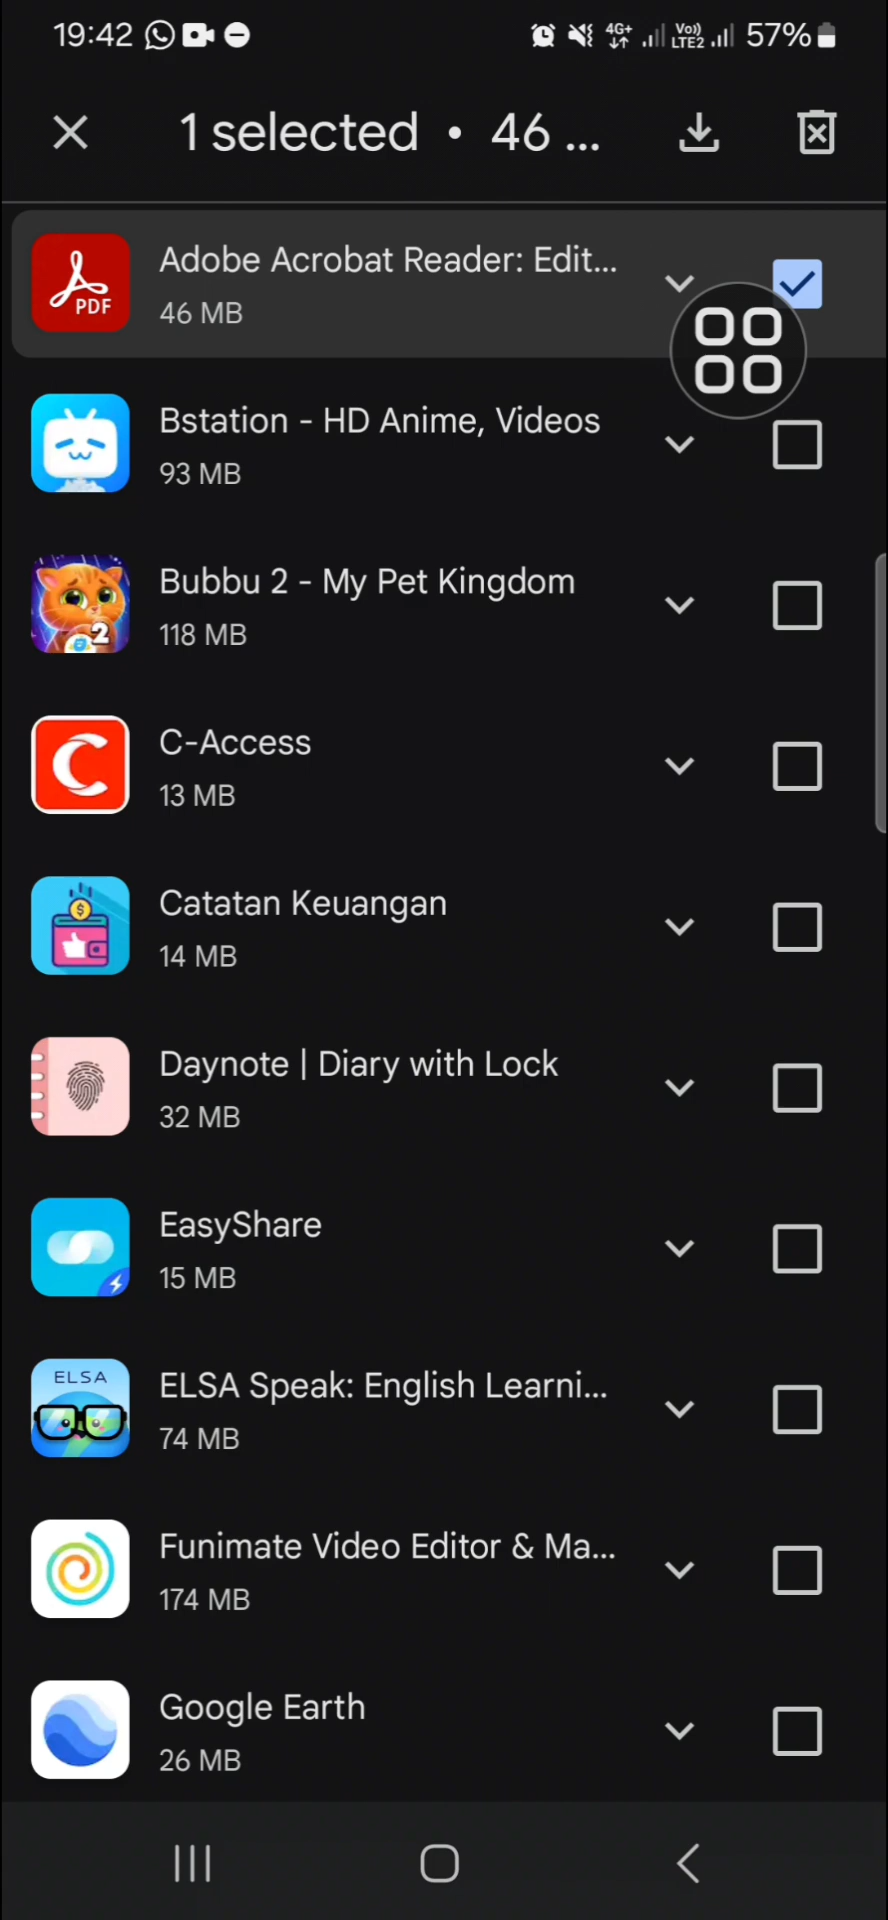 19:42 4G+ Vo)) LTE2 57%
1 selected • 46 ...
PDF
Adobe Acrobat Reader: Edit...
46 MB
Bstation - HD Anime, Videos
93 MB
Bubbu 2 - My Pet Kingdom
2
118 MB
C-Access
13 MB
Catatan Keuangan
14 MB
Daynote | Diary with Lock
32 MB
EasyShare
15 MB
ELSA
ELSA Speak: English Learni...
74 MB
Funimate Video Editor & Ma...
174 MB
Google Earth
26 MB